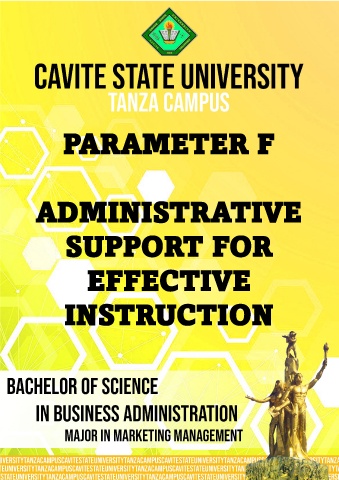 CAVITE STATE UNIVERSITY
TANZA CAMPUS
PARAMETER F
ADMINISTRATIVE
SUPPORT FOR
EFFECTIVE
INSTRUCTION
BACHELOR OF SCIENCE
IN BUSINESS ADMINISTRATION
MAJOR IN MARKETING MANAGEMENT